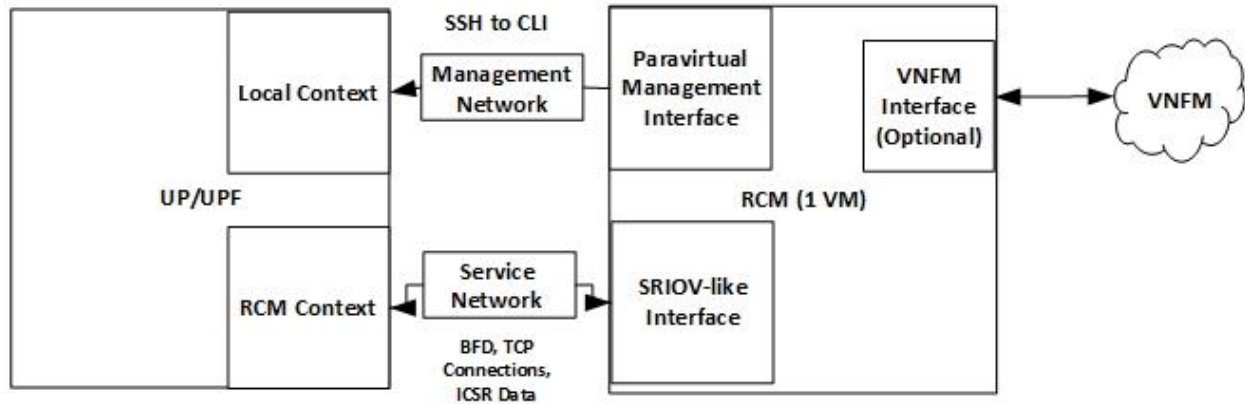 SSH to CLI
Local Context
Management
Network
Paravirtual
Management
Interface
VNFM
Interface
(Optional)
VNFM
UP/UPF
RCM (1 VM)
RCM Context
Service
Network
SRIOV-like
Interface
BFD, TCP
Connections,
ICSR Data